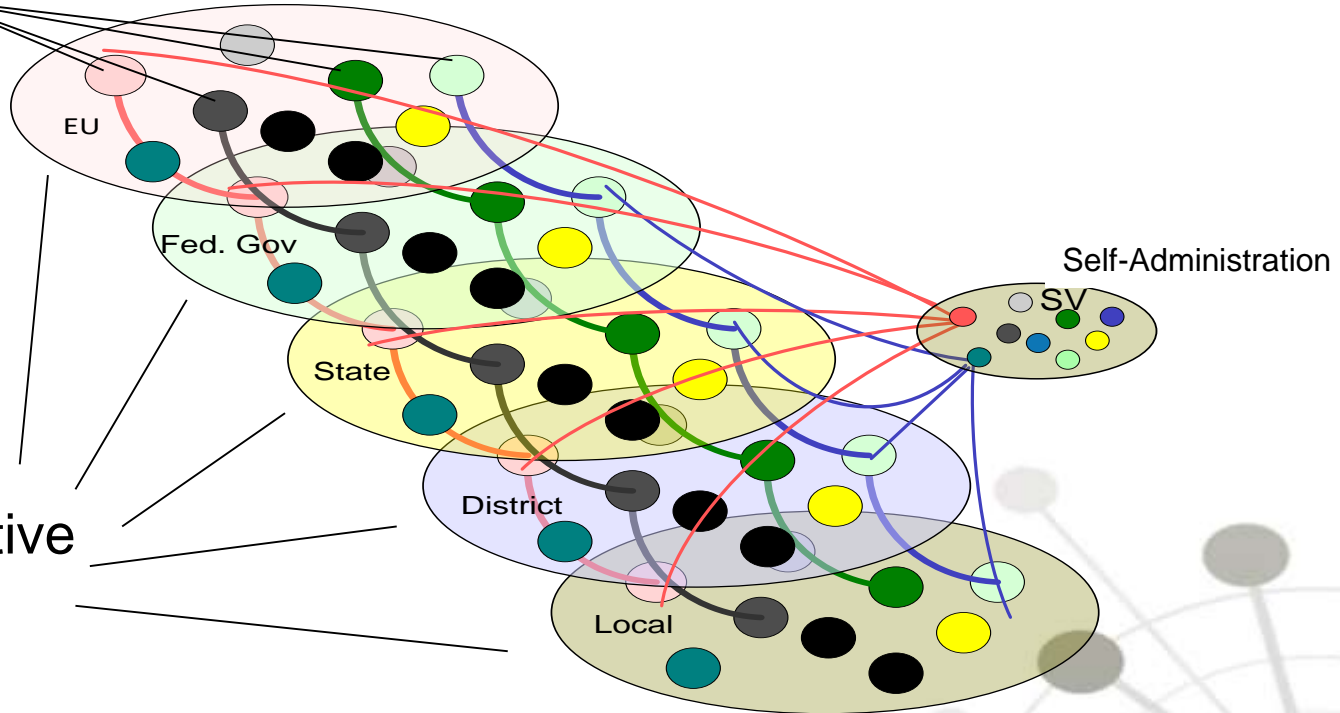 EU
Fed. Gov
Self-Administration
SV
State
District
tive
Local